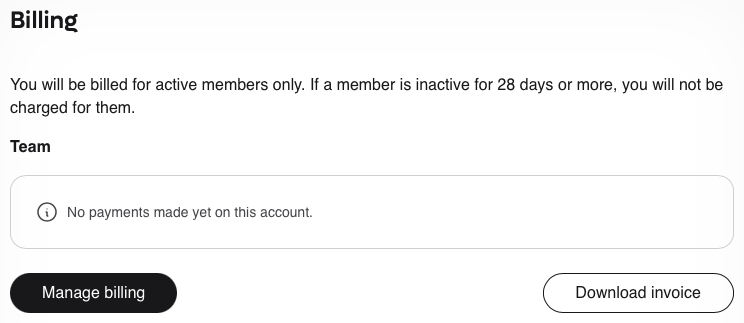 Billing
You will be billed for active members only. If a member is inactive for 28 days or more, you will not be
charged for them.
Team
No payments made yet on this account.
Manage billing
Download invoice